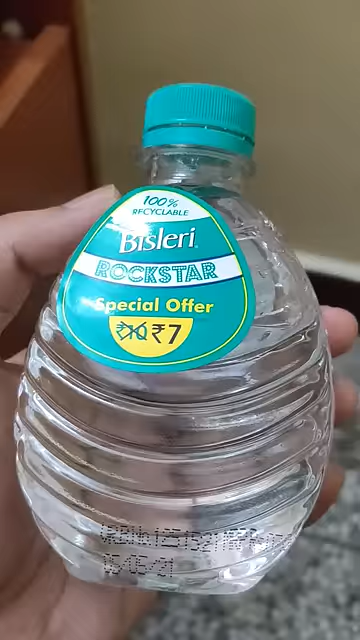 100%
RECYCLABLE
Bisleri
ROCKSTAR
Special Offer
₹10 ₹7